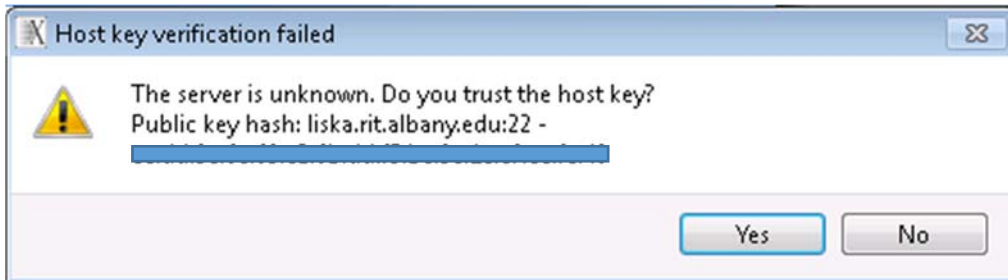 Host key verification failed
The server is unknown. Do you trust the host key?
Public key hash: liska.rit.albany.edu:22 -
Yes
No